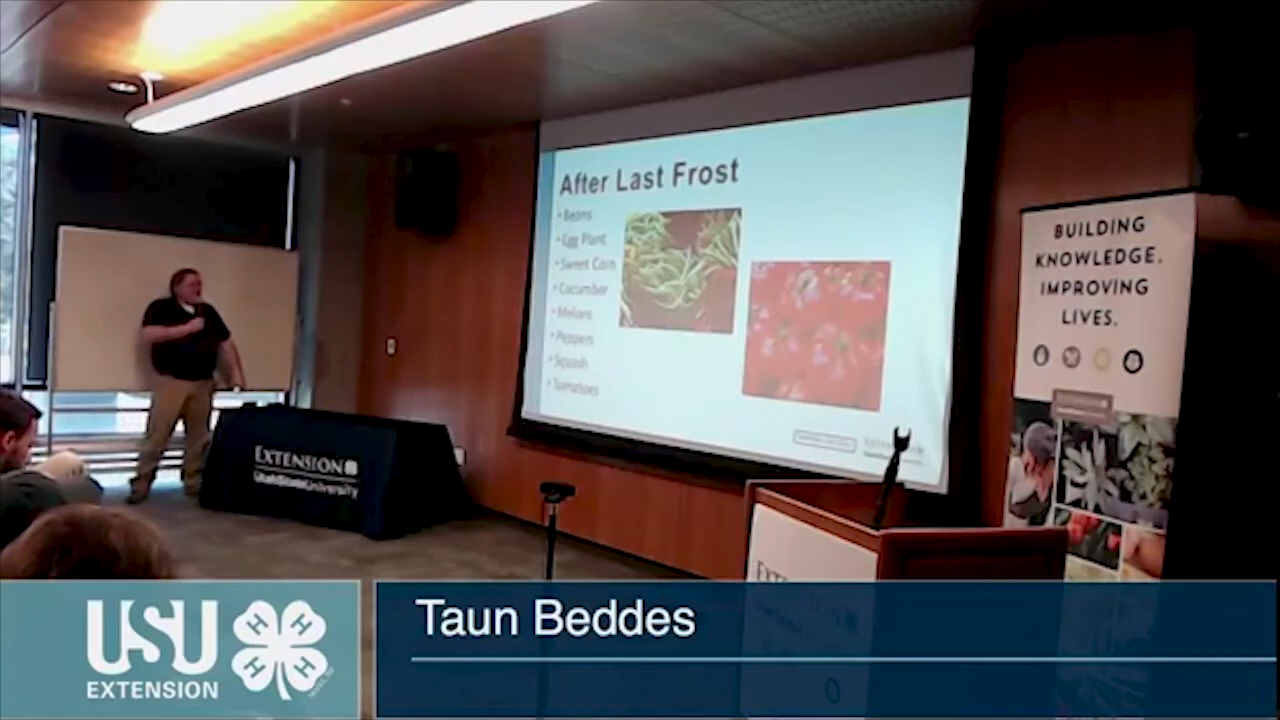 After Last Frost
• Beans
• Egg Plant
• Sweet Corn
• Cucumber
• Melons
• Peppers
• Squash
• Tomatoes
BUILDING
KNOWLEDGE.
IMPROVING
LIVES.
EXTENSION
UtahStateUniversity
USU
EXTENSION
H H
H H
Taun Beddes